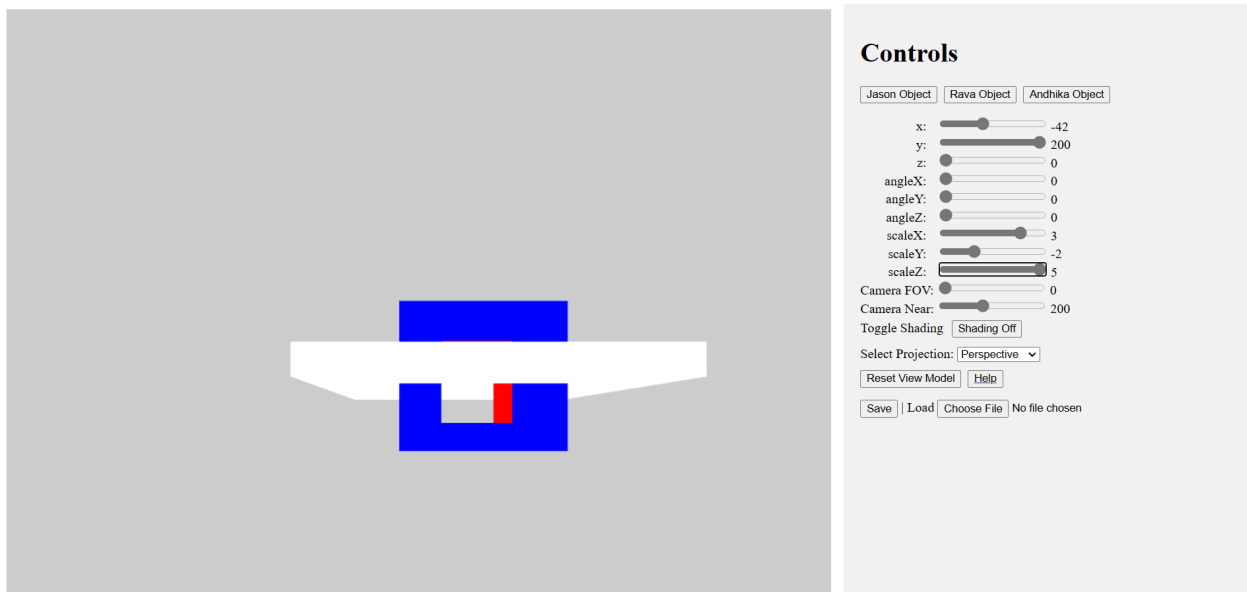 Controls
Jason Object Rava Object Andhika Object
x: -42
y: 200
z: 0
angleX: 0
angleY: 0
angleZ: 0
scaleX: 3
scaleY: -2
scaleZ: 5
Camera FOV: 0
Camera Near: 200
Toggle Shading Shading Off
Select Projection: Perspective
Reset View Model Help
Save | Load Choose File No file chosen